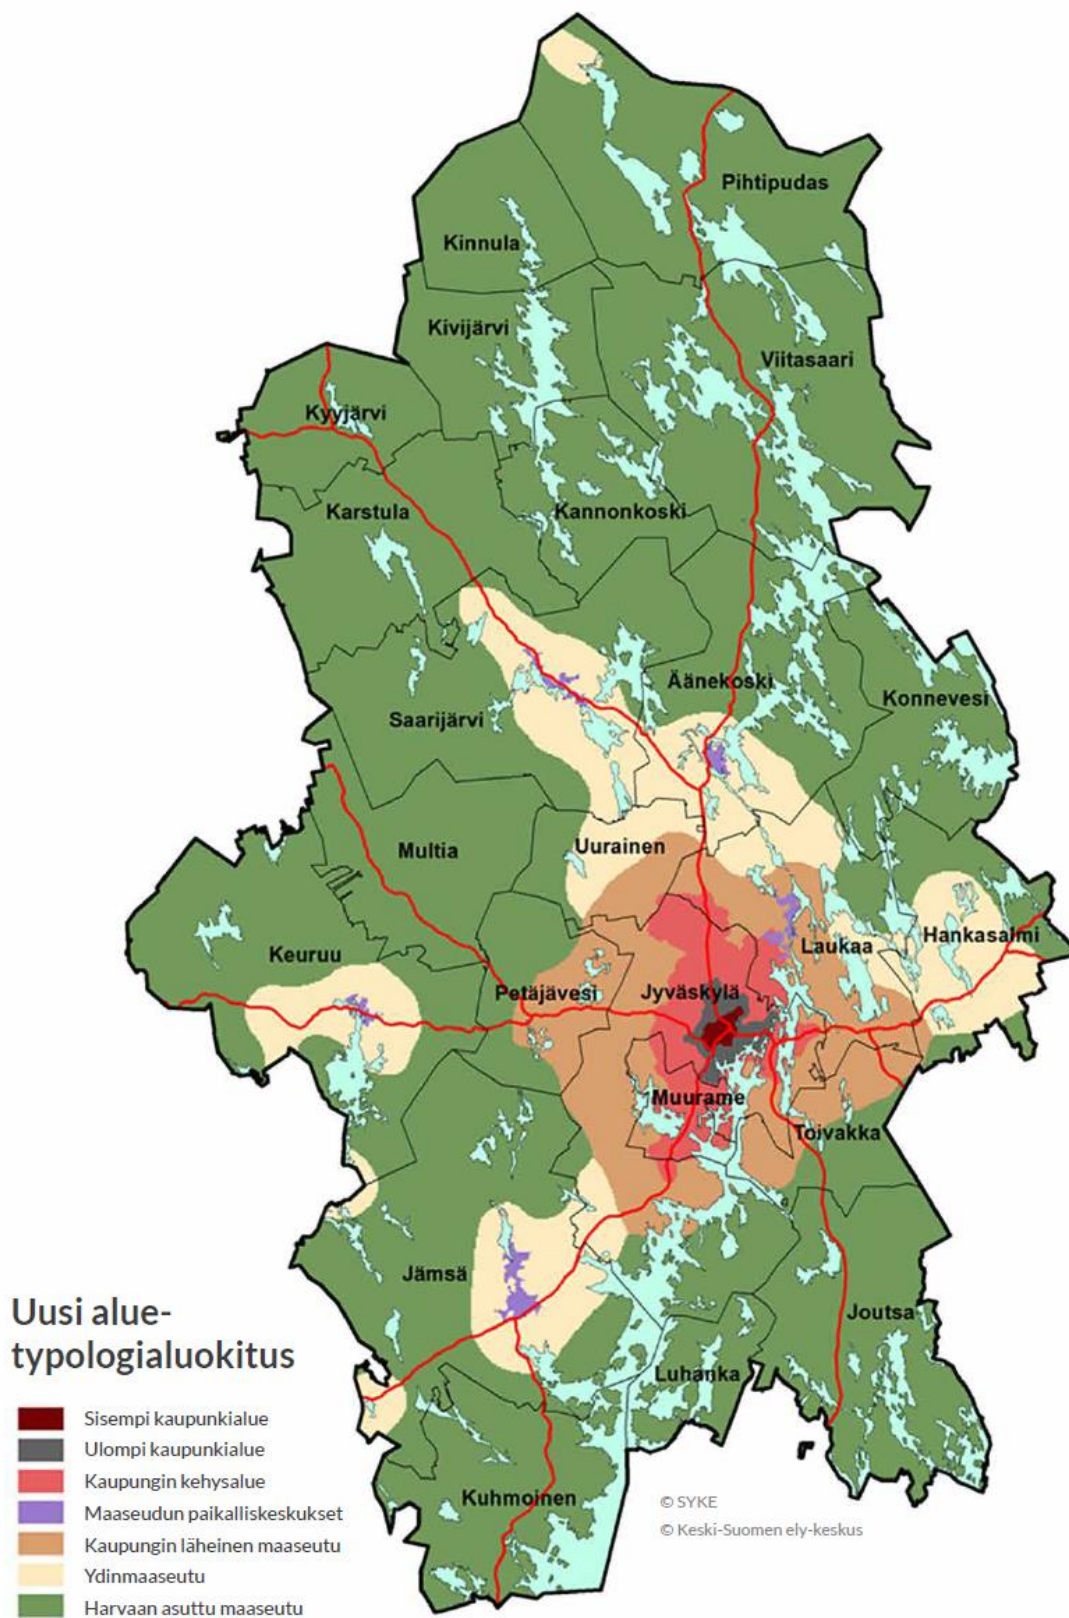 Pihtipudas
Kinnula
Kivijärvi
Viitasaari
Kyyjärvi
Karstula
Kannonkoski
Äänekoski
Konnevesi
Saarijärvi
Multia
Uurainen
Keuruu
Laukaa
Hankasalmi
Petäjävesi
Jyväskylä
Muurame
Toivakka
Jämsä
Joutsa
Luhanka
Kuhmoinen
Uusi alue-
typologialuokitus
Sisempi kaupunkialue
Ulompi kaupunkialue
Kaupungin kehysalue
Maaseudun paikalliskeskukset
Kaupungin läheinen maaseutu
Ydinmaaseutu
Harvaan asuttu maaseutu
© SYKE
© Keski-Suomen ely-keskus